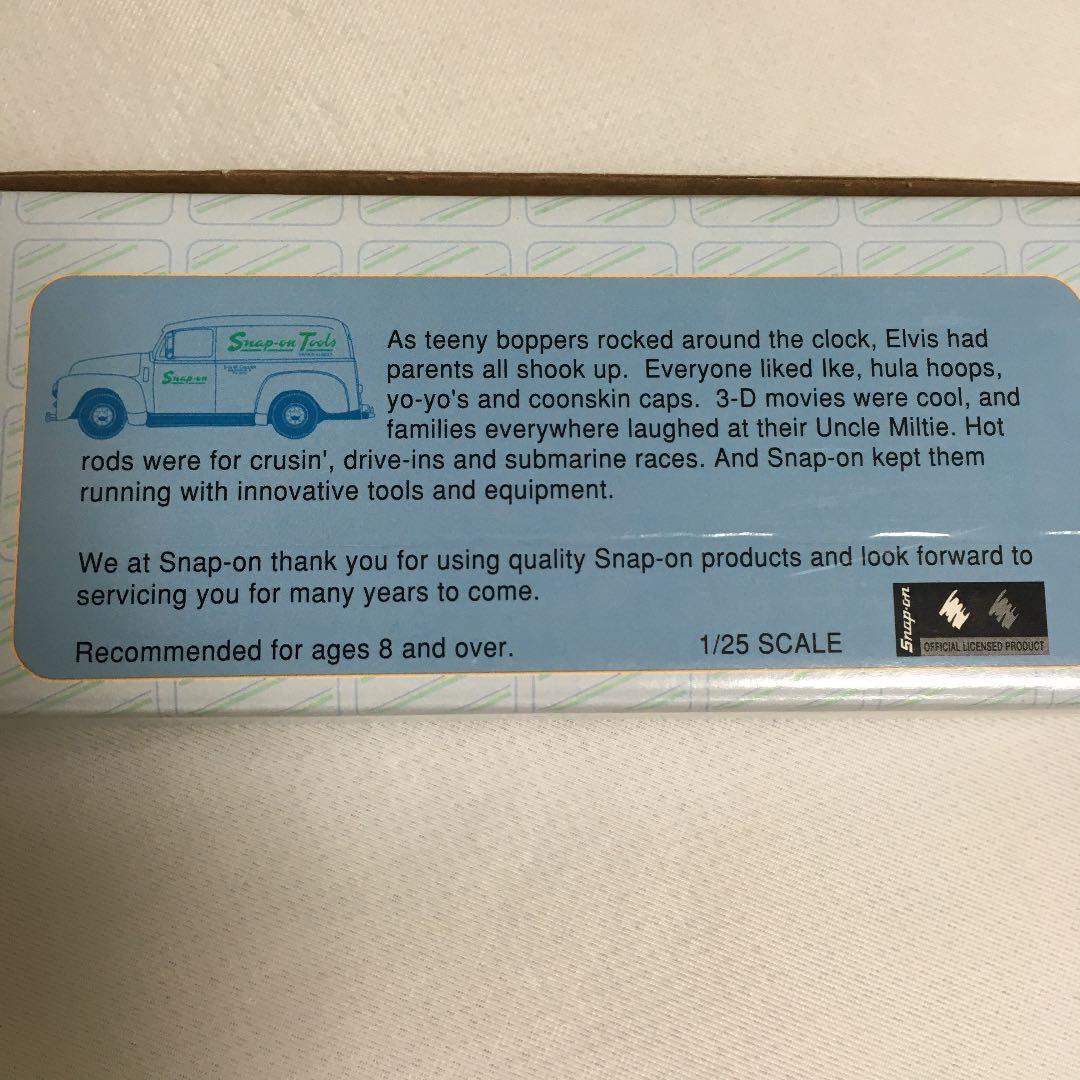 Snap-on Tools
Snap-on
As teeny boppers rocked around the clock, Elvis had
parents all shook up. Everyone liked Ike, hula hoops,
yo-yo's and coonskin caps. 3-D movies were cool, and
families everywhere laughed at their Uncle Miltie. Hot
rods were for crusin', drive-ins and submarine races. And Snap-on kept them
running with innovative tools and equipment.
We at Snap-on thank you for using quality Snap-on products and look forward to
servicing you for many years to come.
Recommended for ages 8 and over.
1/25 SCALE
Snap-on
OFFICIAL LICENSED PRODUCT